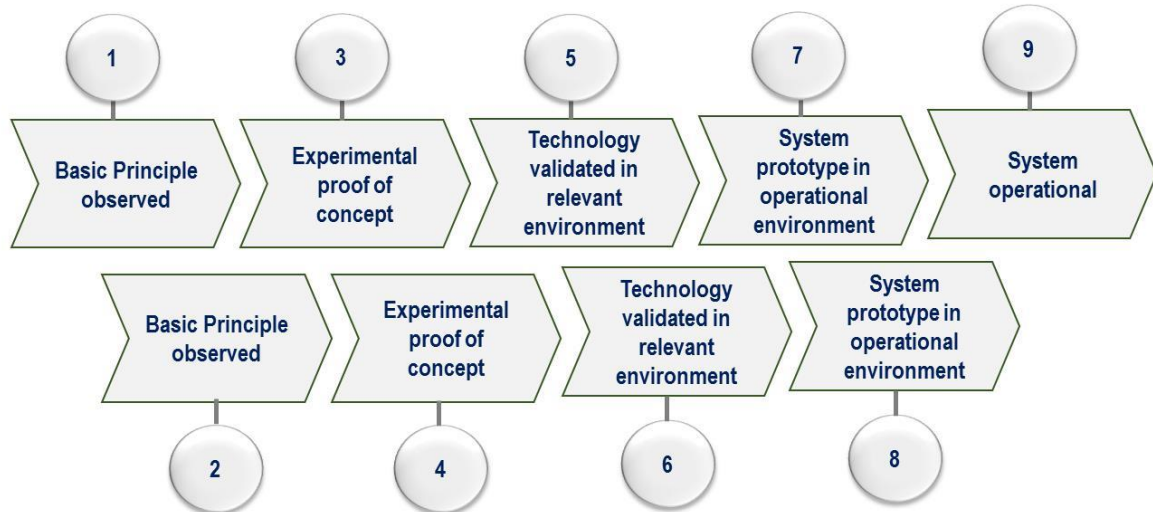 1
3
5
7
9
Basic Principle
observed
Experimental
proof of
concept
Technology
validated in
relevant
environment
System
prototype in
operational
environment
System
operational
Basic Principle
observed
Experimental
proof of
concept
Technology
validated in
relevant
environment
System
prototype in
operational
environment
2
4
6
8